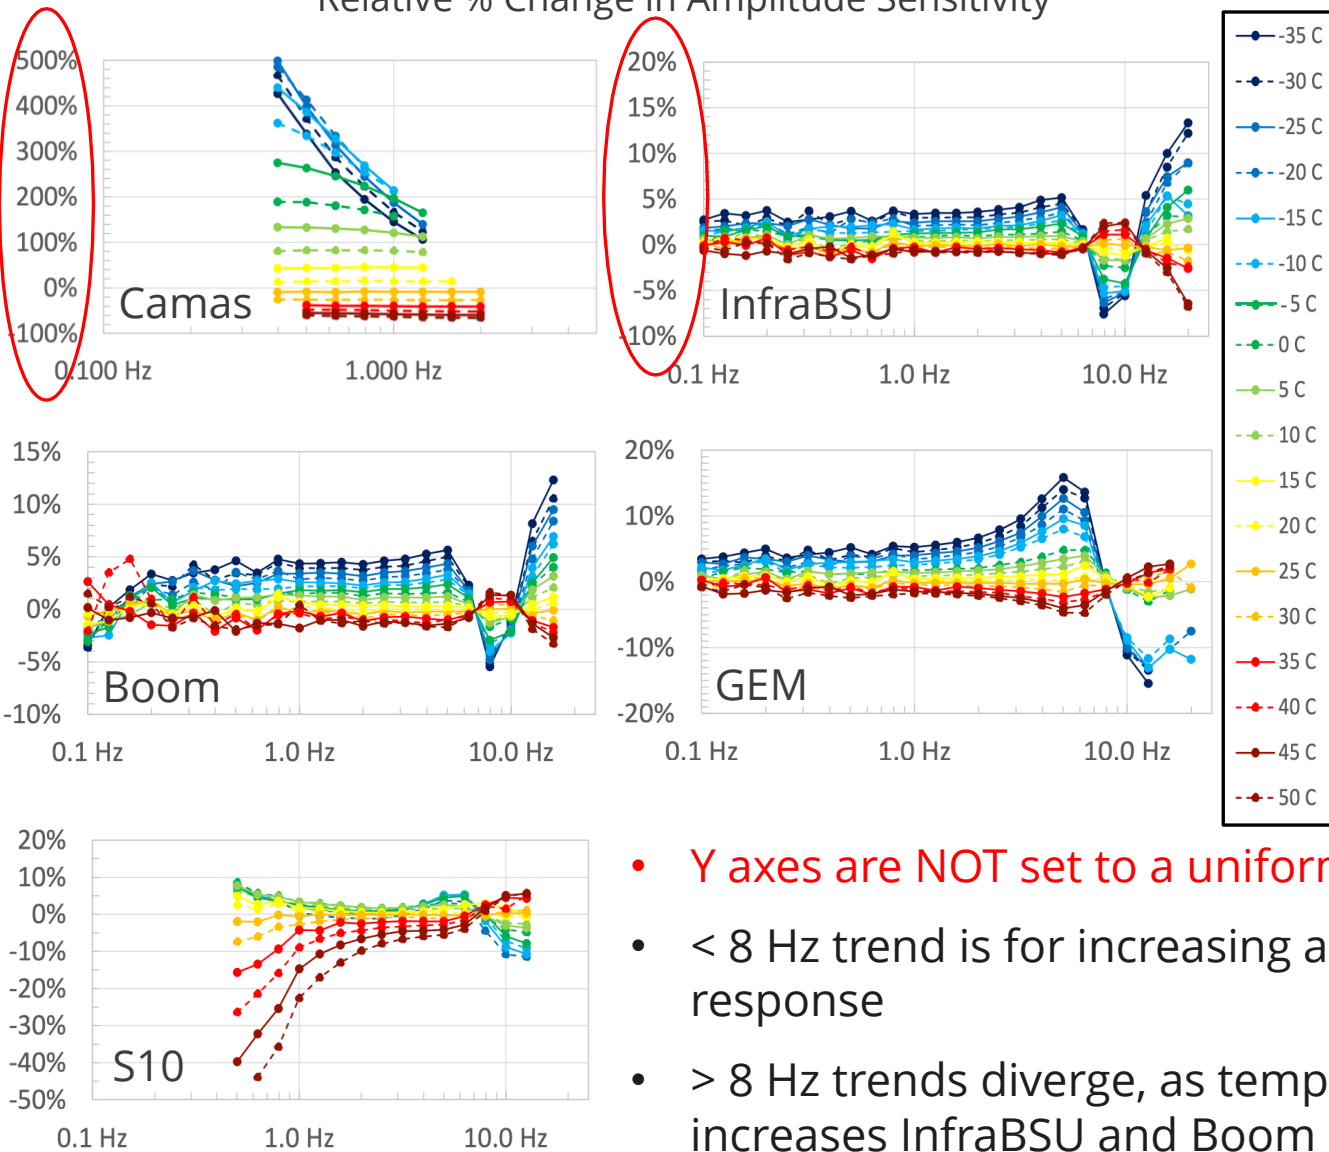 Relative % Change in Amplitude Sensitivity
500%
400%
300%
200%
100%
0%
-100%
Camas
0.100 Hz
1.000 Hz
20%
15%
10%
5%
0%
-5%
-10%
InfraBSU
0.1 Hz
1.0 Hz
10.0 Hz
-35 C
-30 C
-25 C
-20 C
-15 C
-10 C
-5 C
0 C
5 C
10 C
15 C
20 C
25 C
30 C
35 C
40 C
45 C
50 C
15%
10%
5%
0%
-5%
-10%
Boom
0.1 Hz
1.0 Hz
10.0 Hz
20%
10%
0%
-10%
-20%
GEM
0.1 Hz
1.0 Hz
10.0 Hz
20%
10%
0%
-10%
-20%
-30%
-40%
-50%
S10
0.1 Hz
1.0 Hz
10.0 Hz
• Y axes are NOT set to a uniform
• < 8 Hz trend is for increasing a
response
• > 8 Hz trends diverge, as temp
increases InfraBSU and Boom